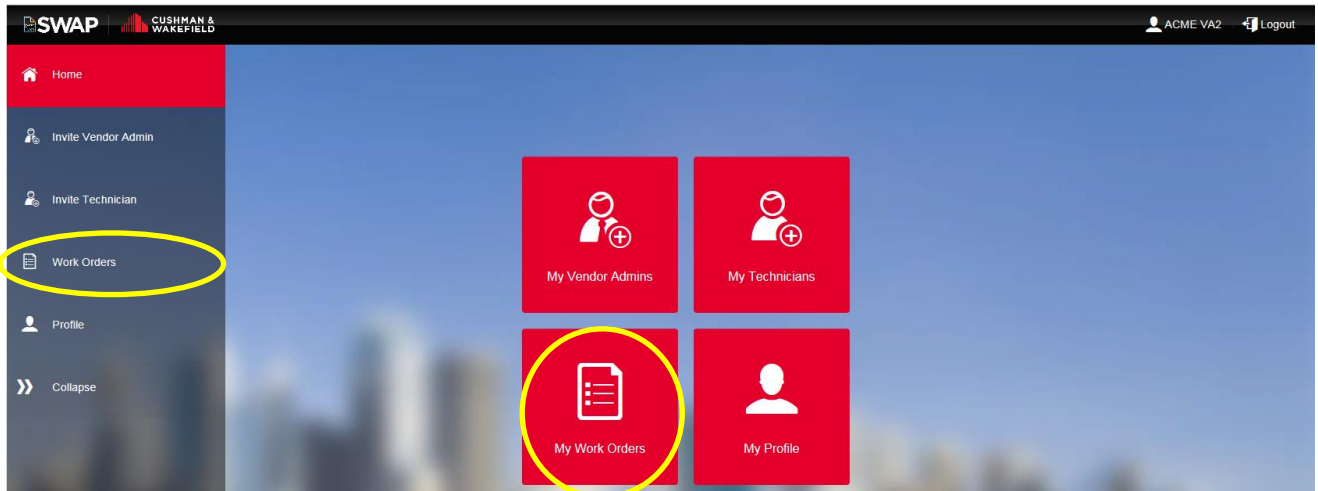 SWAP
CUSHMAN &
WAKEFIELD
ACME VA2
Logout
Home
Invite Vendor Admin
Invite Technician
Work Orders
Profile
Collapse
My Vendor Admins
My Technicians
My Work Orders
My Profile